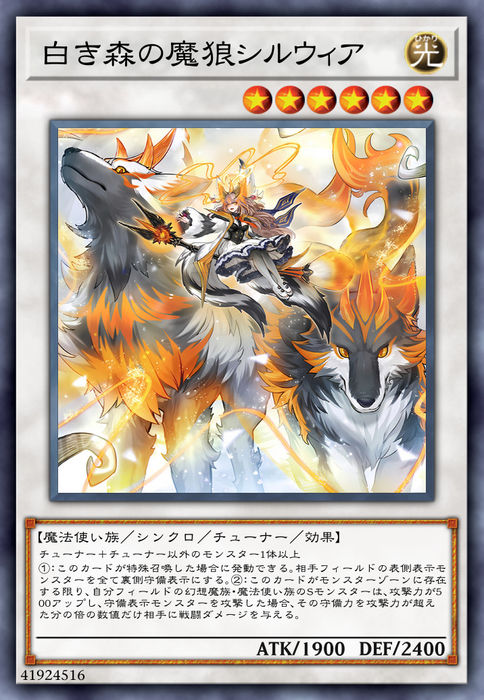 白き森の魔狼シルウィア
ひかり
光
【魔法使い族／シンクロ／チューナー／効果】
チューナー＋チューナー以外のモンスター1体以上
①：このカードが特殊召喚した場合に発動できる。相手フィールドの表側表示モ
ンスターを全て裏側守備表示にする。②：このカードがモンスターゾーンに存在
する限り、自分フィールドの幻想魔族・魔法使い族のSモンスターは、攻撃力が5
00アップし、守備表示モンスターを攻撃した場合、その守備力を攻撃力が超え
た分の倍の数値だけ相手に戦闘ダメージを与える。
ATK/1900 DEF/2400
41924516